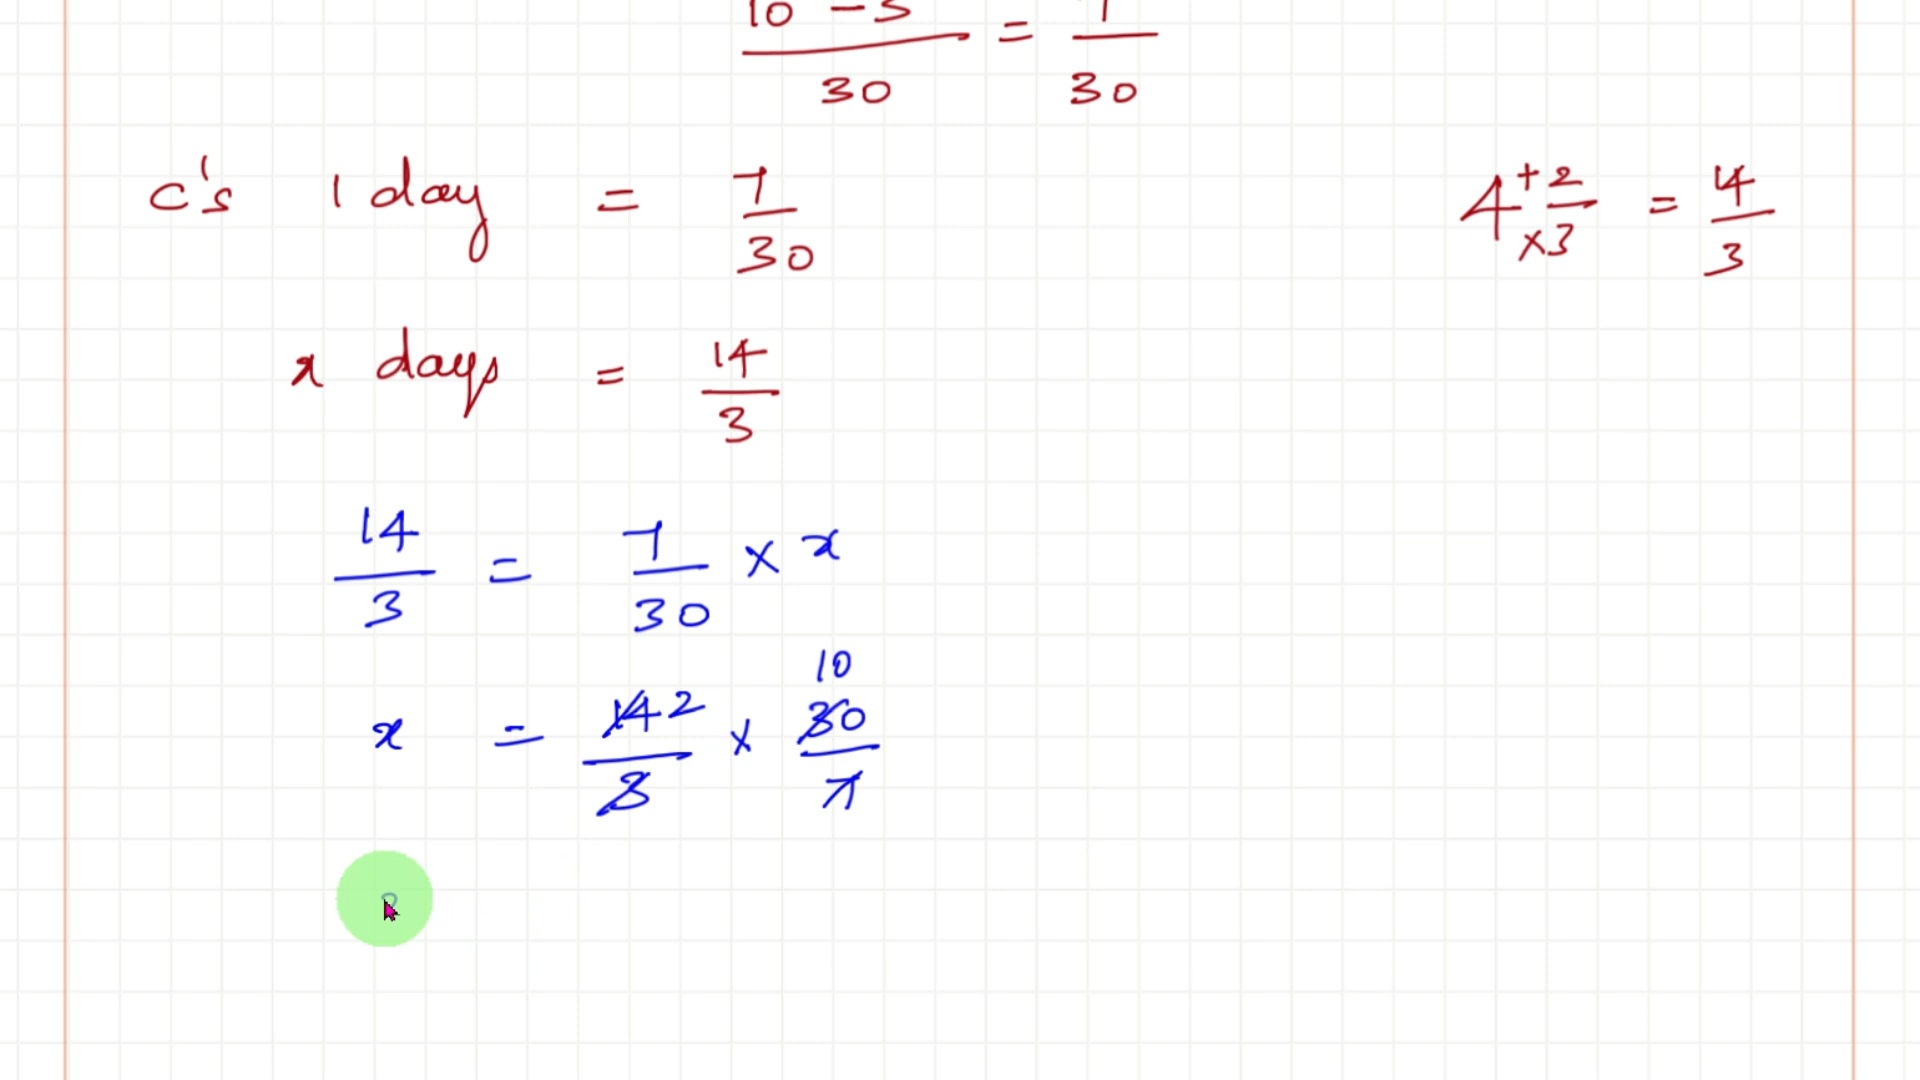 10 - 3 / 30 = 7 / 30
c's 1 day = 7/30
4 + 2/3 × 3 = 4/3
x days = 14/3
14/3 = 7/30 × x
10
x = 14 2/3 × 30/7